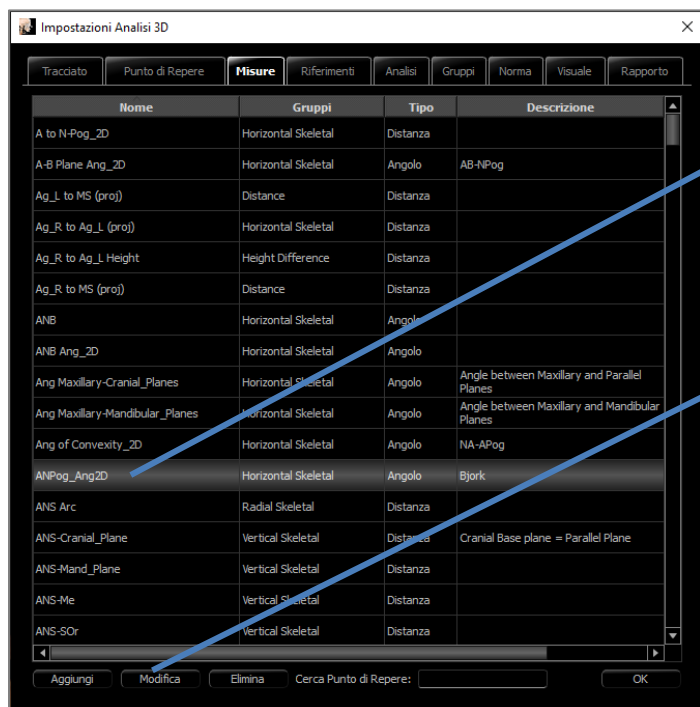 Impostazioni Analisi 3D
Tracciato Punto di Repere Misure Riferimenti Analisi Gruppi Norma Visuale Rapporto
Nome Gruppi Tipo Descrizione
A to N-Pog_2D Horizontal Skeletal Distanza
A-B Plane Ang_2D Horizontal Skeletal Angolo AB-NPog
Ag_L to MS (proj) Distance Distanza
Ag_R to Ag_L (proj) Horizontal Skeletal Distanza
Ag_R to Ag_L Height Height Difference Distanza
Ag_R to MS (proj) Distance Distanza
ANB Horizontal Skeletal Angolo
ANB Ang_2D Horizontal Skeletal Angolo
Ang Maxillary-Cranial_Planes Horizontal Skeletal Angolo Angle between Maxillary and Parallel
Planes
Ang Maxillary-Mandibular_Planes Horizontal Skeletal Angolo Angle between Maxillary and Mandibular
Planes
Ang of Convexity_2D Horizontal Skeletal Angolo NA-APog
ANPog_Ang2D Horizontal Skeletal Angolo Bjork
ANS Arc Radial Skeletal Distanza
ANS-Cranial_Plane Vertical Skeletal Distanza Cranial Base plane = Parallel Plane
ANS-Mand_Plane Vertical Skeletal Distanza
ANS-Me Vertical Skeletal Distanza
ANS-SOr Vertical Skeletal Distanza
Aggiungi Modifica Elimina Cerca Punto di Repere: OK